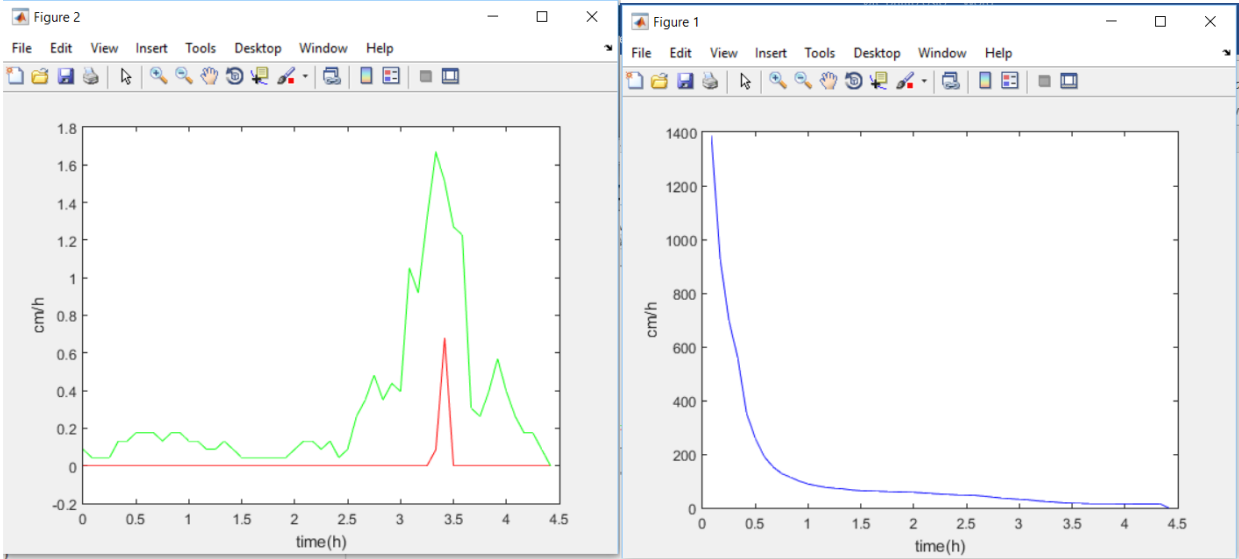 Figure 2
File Edit View Insert Tools Desktop Window Help
1.8
1.6
1.4
1.2
1
0.8
0.6
0.4
0.2
0
-0.2
cm/h
0 0.5 1 1.5 2 2.5 3 3.5 4 4.5
time(h)
Figure 1
File Edit View Insert Tools Desktop Window Help
1400
1200
1000
800
600
400
200
0
cm/h
0 0.5 1 1.5 2 2.5 3 3.5 4 4.5
time(h)